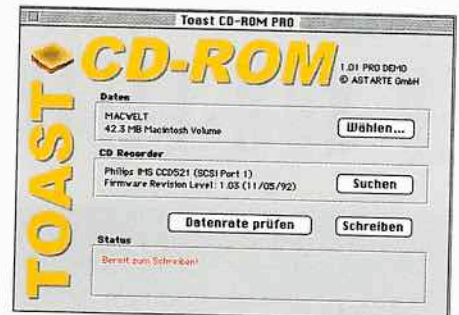 Toast CD-ROM PRO
TOAST
CD-ROM
1.01 PRO DEMO
© ASTARTE GmbH
Daten
MACWELT
42.3 MB Macintosh Volume
Wählen...
CD Recorder
Philips IMS CCD521 (SCSI Port 1)
Firmware Revision Level: 1.03 (11/05/92)
Suchen
Datenrate prüfen
Schreiben
Status
Bereit zum Schreiben!